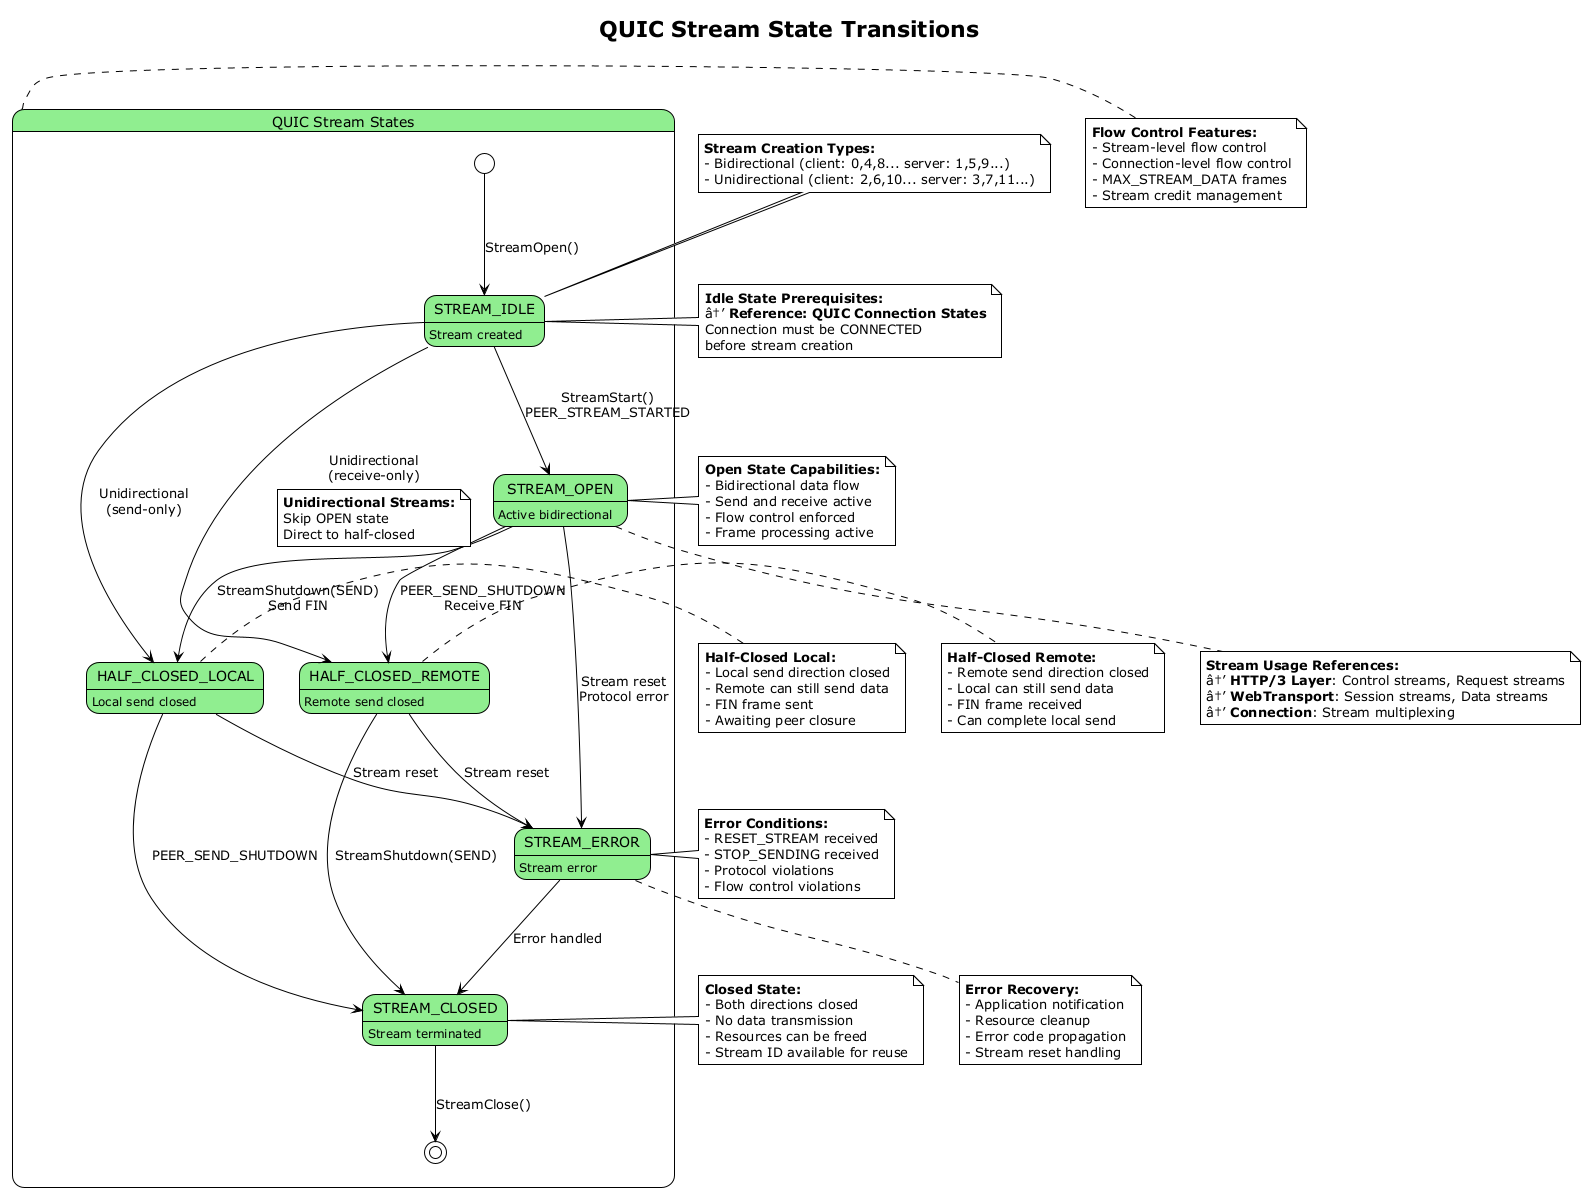 QUIC Stream State Transitions
QUIC Stream States
Flow Control Features:
- Stream-level flow control
- Connection-level flow control
- MAX_STREAM_DATA frames
- Stream credit management
Stream Creation Types:
- Bidirectional (client: 0,4,8... server: 1,5,9...)
- Unidirectional (client: 2,6,10... server: 3,7,11...)
StreamOpen()
STREAM_IDLE
Stream created
Idle State Prerequisites:
â†’ Reference: QUIC Connection States
Connection must be CONNECTED
before stream creation
StreamStart()
PEER_STREAM_STARTED
Unidirectional
(receive-only)
Unidirectional
(send-only)
Unidirectional Streams:
Skip OPEN state
Direct to half-closed
STREAM_OPEN
Active bidirectional
Open State Capabilities:
- Bidirectional data flow
- Send and receive active
- Flow control enforced
- Frame processing active
StreamShutdown(SEND)
Send FIN
PEER_SEND_SHUTDOWN
Receive FIN
HALF_CLOSED_LOCAL
Local send closed
HALF_CLOSED_REMOTE
Remote send closed
Stream reset
Protocol error
Half-Closed Local:
- Local send direction closed
- Remote can still send data
- FIN frame sent
- Awaiting peer closure
Half-Closed Remote:
- Remote send direction closed
- Local can still send data
- FIN frame received
- Can complete local send
Stream Usage References:
â†’ HTTP/3 Layer: Control streams, Request streams
â†’ WebTransport: Session streams, Data streams
â†’ Connection: Stream multiplexing
Stream reset
Stream reset
PEER_SEND_SHUTDOWN
StreamShutdown(SEND)
STREAM_ERROR
Stream error
Error Conditions:
- RESET_STREAM received
- STOP_SENDING received
- Protocol violations
- Flow control violations
Error handled
STREAM_CLOSED
Stream terminated
Closed State:
- Both directions closed
- No data transmission
- Resources can be freed
- Stream ID available for reuse
Error Recovery:
- Application notification
- Resource cleanup
- Error code propagation
- Stream reset handling
StreamClose()